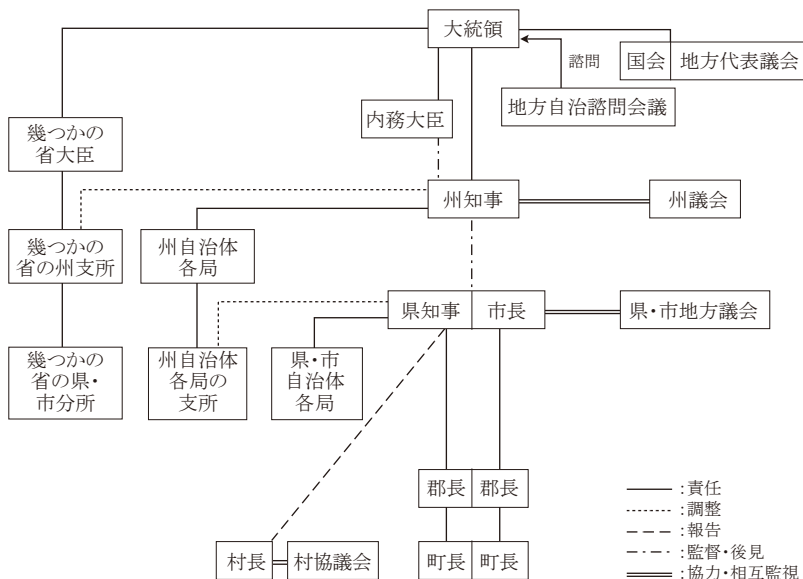 大統領
諮問
国会 地方代表議会
内務大臣
地方自治諮問会議
幾つかの
省大臣
州知事
州議会
幾つかの
省の州支所
州自治体
各局
県知事 市長
県・市地方議会
幾つかの
省の県・
市分所
州自治体
各局の
支所
県・市
自治体
各局
郡長 郡長
村長 村協議会
町長 町長
:責任
:調整
:報告
:監督・後見
:協力・相互監視